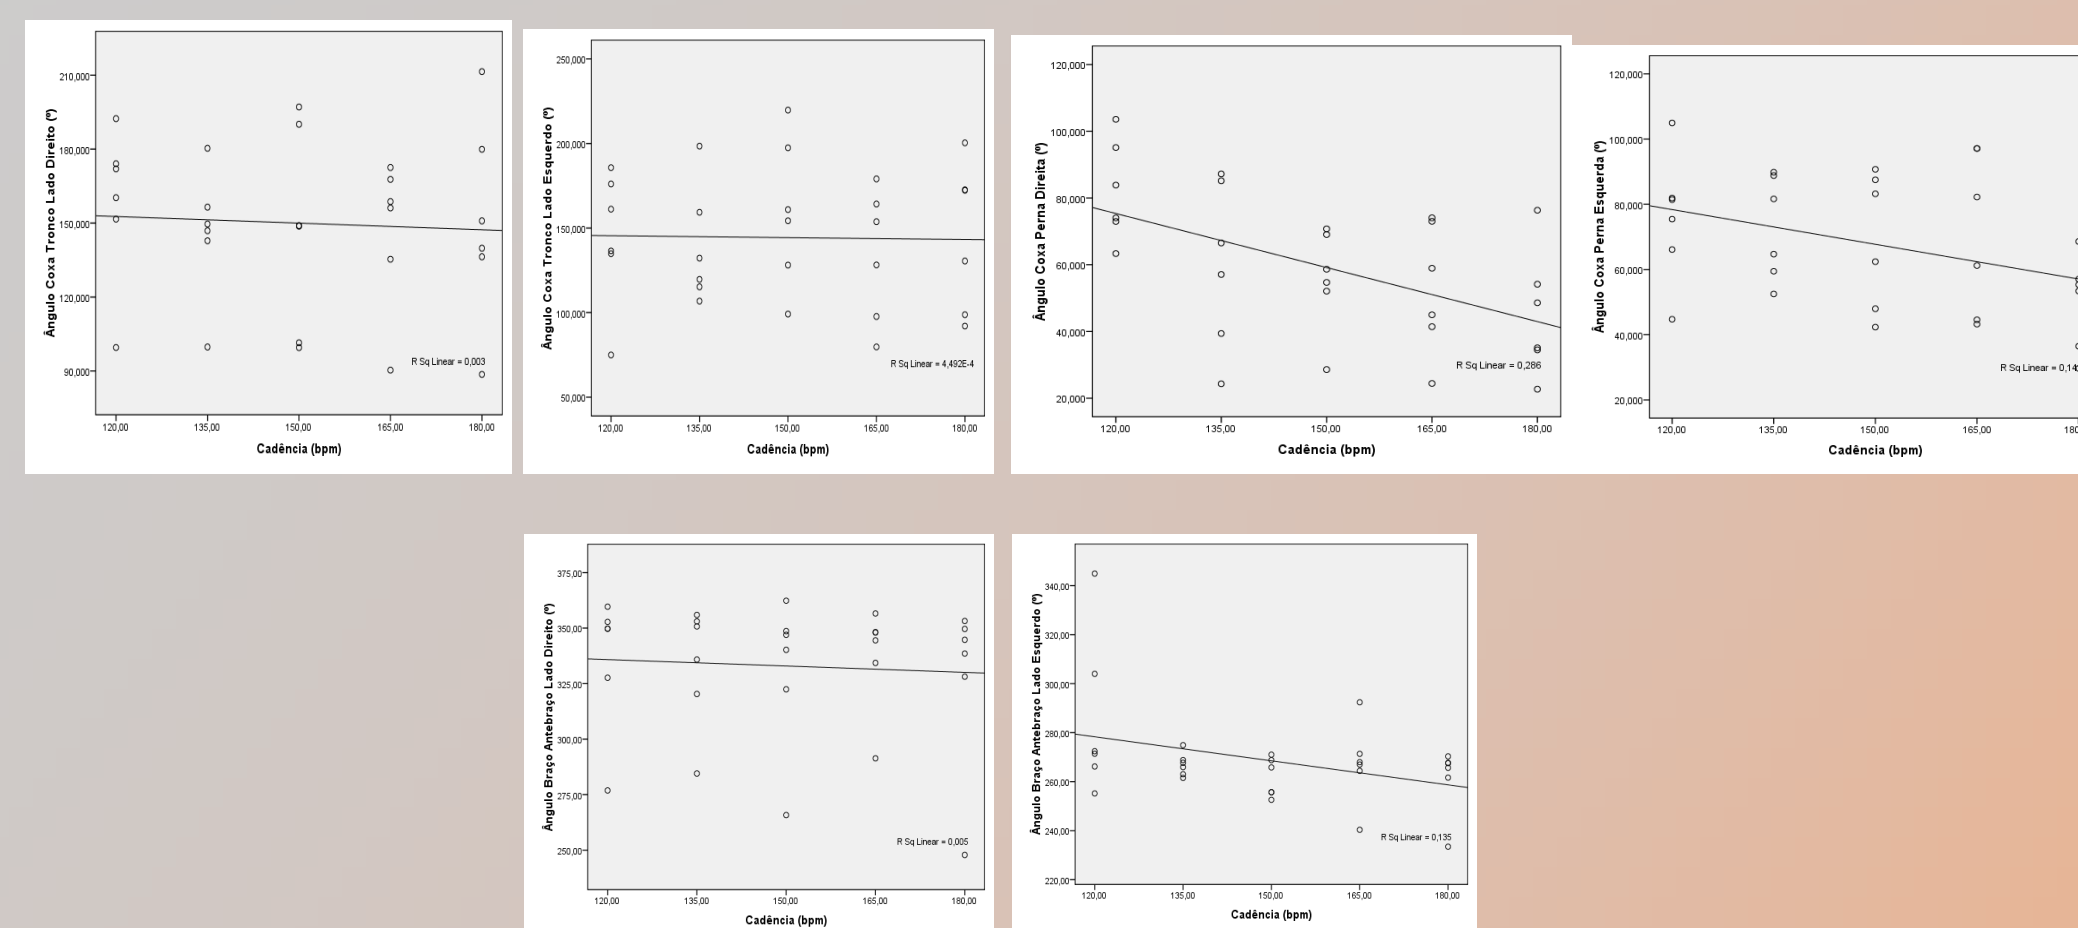 Ângulo Coxa Tronco Lado Direito (º)
210,000
180,000
150,000
120,000
90,000
R Sq Linear = 0,003
120,00 135,00 150,00 165,00 180,00
Cadência (bpm)
Ângulo Coxa Tronco Lado Esquerdo (º)
250,000
200,000
150,000
100,000
50,000
R Sq Linear = 4,492E-4
120,00 135,00 150,00 165,00 180,00
Cadência (bpm)
Ângulo Coxa Perna Direita (º)
120,000
100,000
80,000
60,000
40,000
20,000
R Sq Linear = 0,286
120,00 135,00 150,00 165,00 180,00
Cadência (bpm)
Ângulo Coxa Perna Esquerda (º)
120,000
100,000
80,000
60,000
40,000
20,000
R Sq Linear =
120,00 135,00 150,00 165,00
Cadência (bpm)
Ângulo Braço Antebraço Lado Direito (º)
375,00
350,00
325,00
300,00
275,00
250,00
R Sq Linear = 0,005
120,00 135,00 150,00 165,00 180,00
Cadência (bpm)
Ângulo Braço Antebraço Lado Esquerdo (º)
340,00
320,00
300,00
280,00
260,00
240,00
220,00
R Sq Linear = 0,135
120,00 135,00 150,00 165,00 180,00
Cadência (bpm)